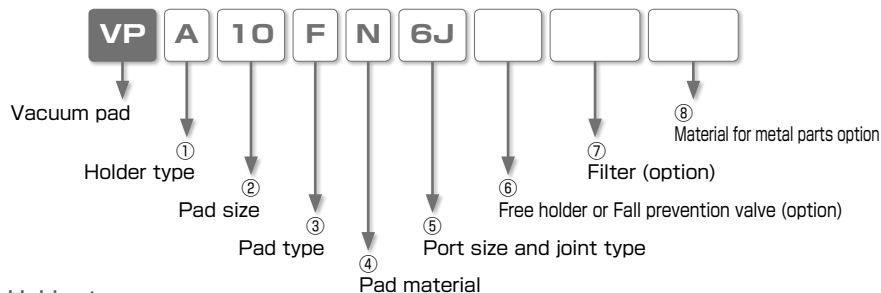 VP A 10 F N 6J
Vacuum pad
① Holder type
② Pad size
③ Pad type
④ Pad material
⑤ Port size and joint type
⑥ Free holder or Fall prevention valve (option)
⑦ Filter (option)
⑧ Material for metal parts option